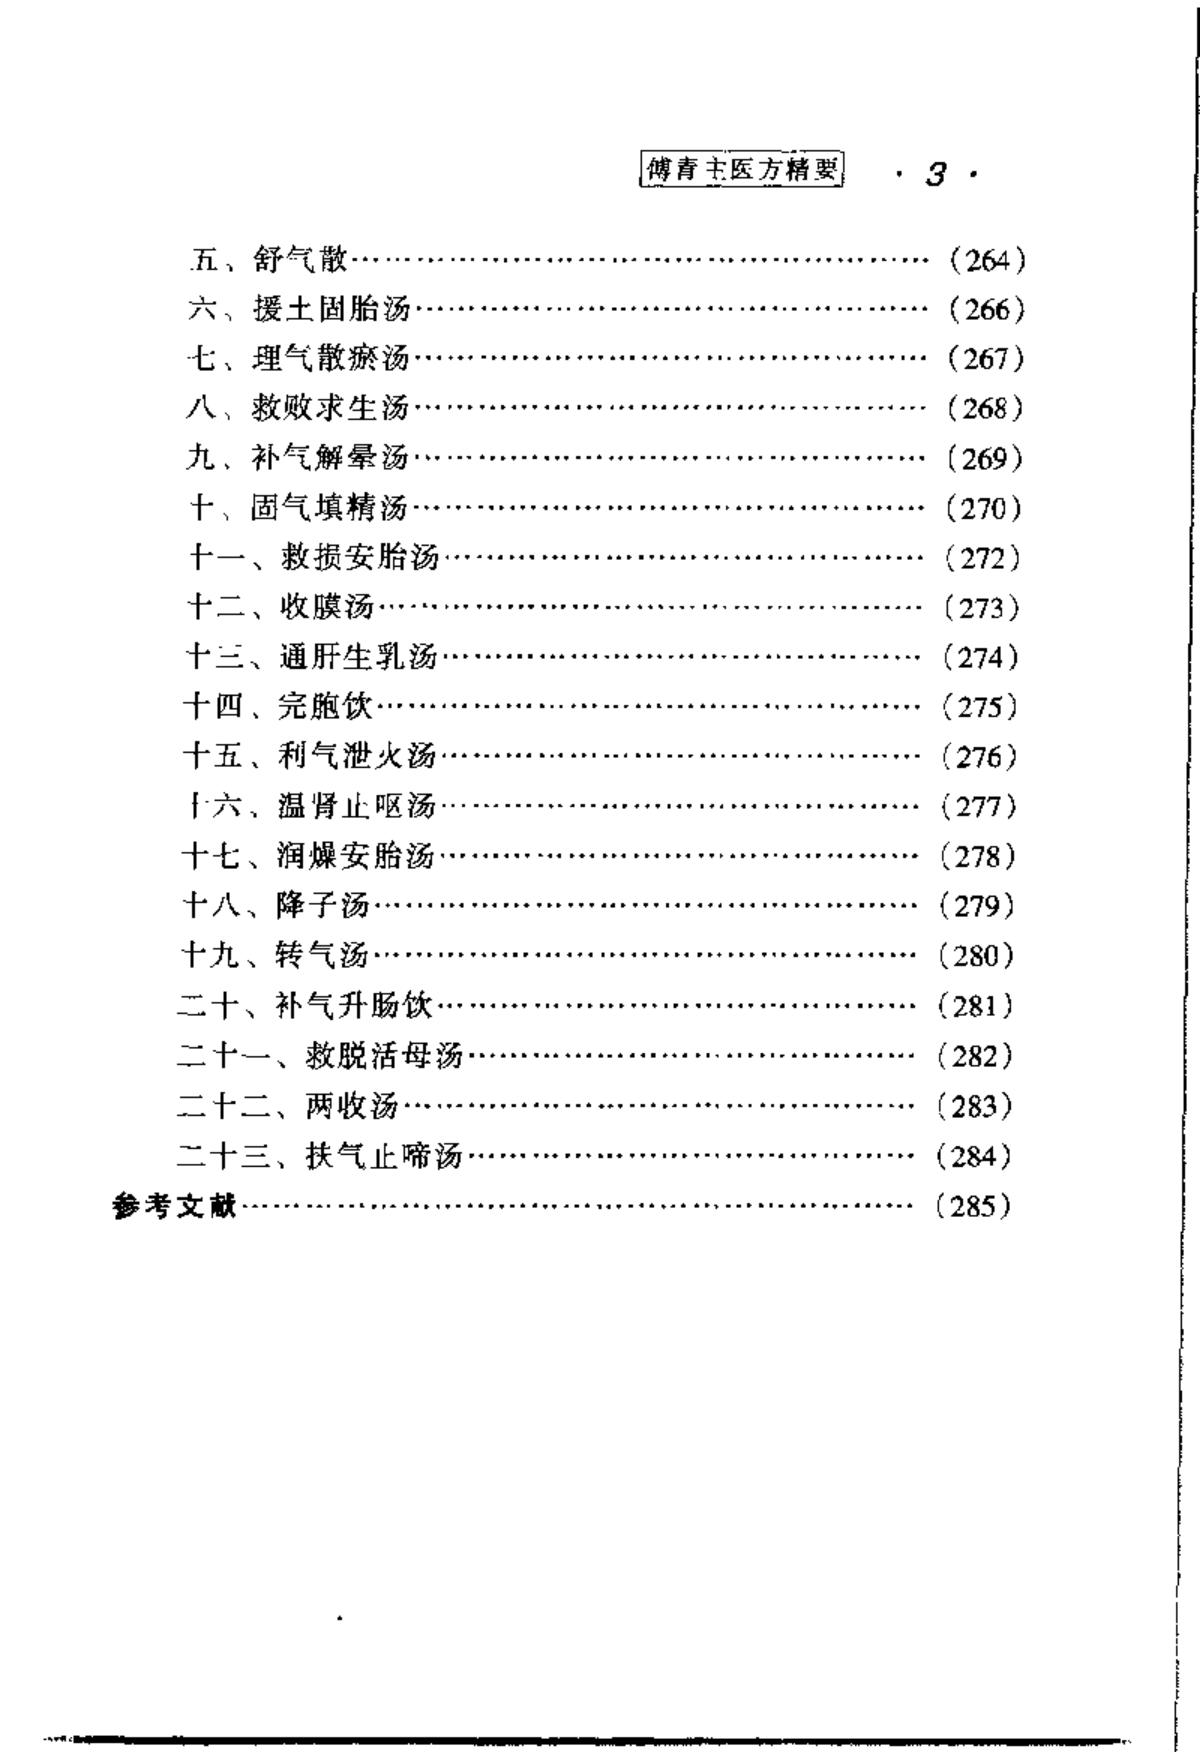 傅青主医方精要 · 3 ·
五、舒气散…………………………………………………（264）
六、援土固胎汤……………………………………………（266）
七、理气散瘀汤……………………………………………（267）
八、救败求生汤……………………………………………（268）
九、补气解晕汤……………………………………………（269）
十、固气填精汤……………………………………………（270）
十一、救损安胎汤…………………………………………（272）
十二、收膜汤………………………………………………（273）
十三、通肝生乳汤…………………………………………（274）
十四、完胞饮………………………………………………（275）
十五、利气泄火汤…………………………………………（276）
十六、温肾止呕汤…………………………………………（277）
十七、润燥安胎汤…………………………………………（278）
十八、降子汤………………………………………………（279）
十九、转气汤………………………………………………（280）
二十、补气升肠饮…………………………………………（281）
二十一、救脱活母汤………………………………………（282）
二十二、两收汤……………………………………………（283）
二十三、扶气止啼汤………………………………………（284）
参考文献……………………………………………………（285）